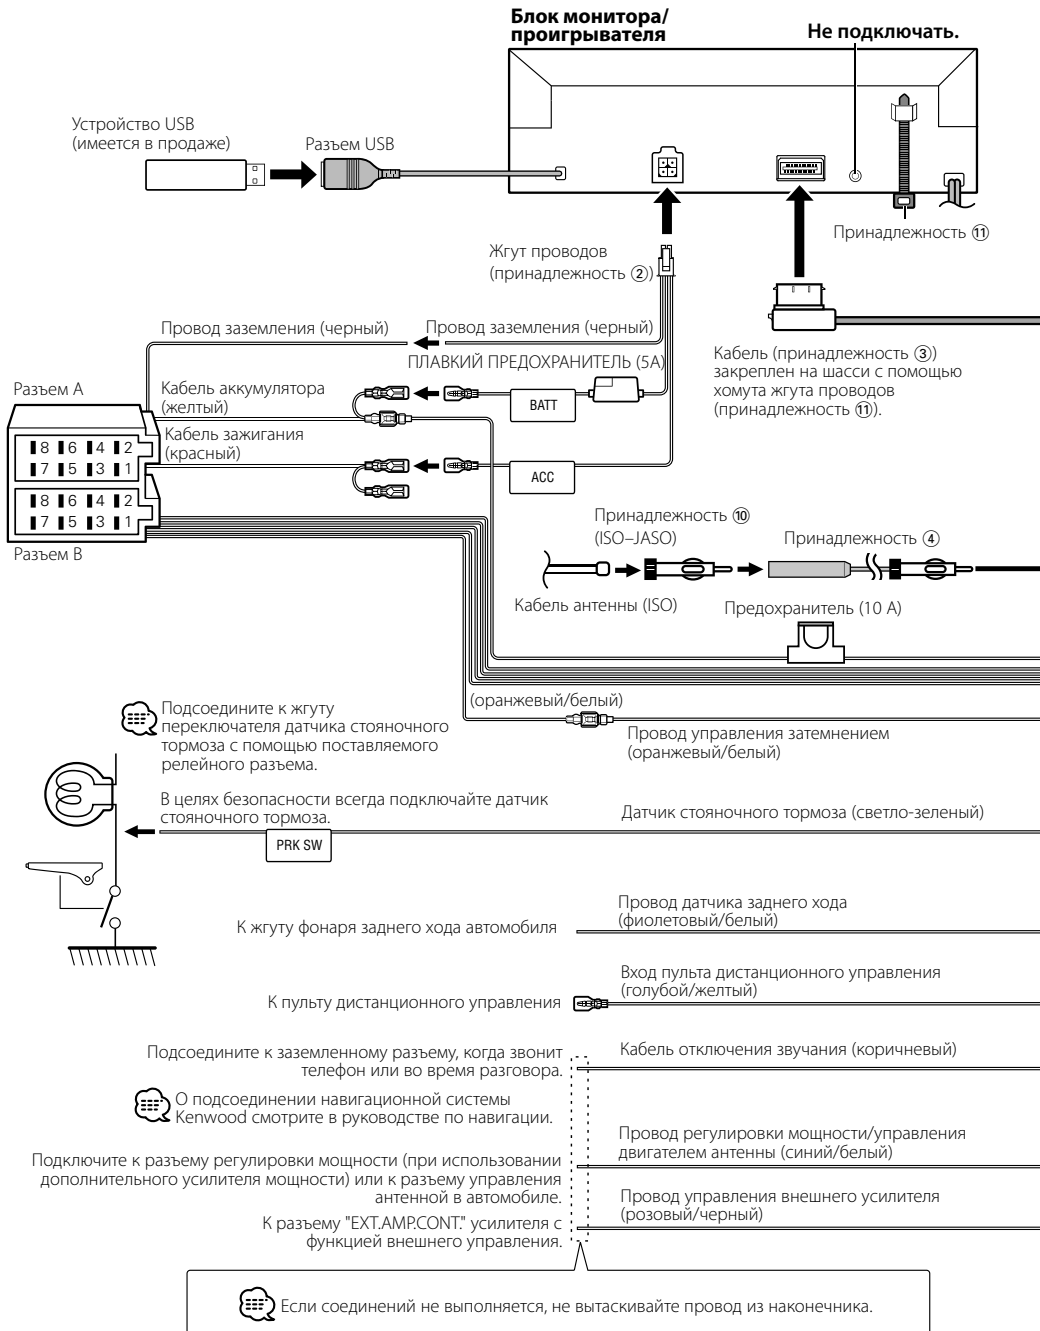 Блок монитора/
проигрывателя
Не подключать.
Устройство USB
(имеется в продаже)
Разъем USB
Принадлежность ⑪
Жгут проводов
(принадлежность ②)
Провод заземления (черный)
Провод заземления (черный)
ПЛАВКИЙ ПРЕДОХРАНИТЕЛЬ (5A)
Кабель (принадлежность ③)
закреплен на шасси с помощью
хомута жгута проводов
(принадлежность ⑪).
Разъем A
Кабель аккумулятора
(желтый)
BATT
Кабель зажигания
(красный)
ACC
8 6 4 2
7 5 3 1
8 6 4 2
7 5 3 1
Разъем B
Принадлежность ⑩
(ISO–JASO)
Принадлежность ④
Кабель антенны (ISO)
Предохранитель (10 A)
(оранжевый/белый)
Провод управления затемнением
(оранжевый/белый)
Подсоедините к жгуту
переключателя датчика стояночного
тормоза с помощью поставляемого
релейного разъема.
В целях безопасности всегда подключайте датчик
стояночного тормоза.
PRK SW
Датчик стояночного тормоза (светло-зеленый)
К жгуту фонаря заднего хода автомобиля
Провод датчика заднего хода
(фиолетовый/белый)
К пульту дистанционного управления
Вход пульта дистанционного управления
(голубой/желтый)
Подсоедините к заземленному разъему, когда звонит
телефон или во время разговора.
Кабель отключения звучания (коричневый)
О подсоединении навигационной системы
Kenwood смотрите в руководстве по навигации.
Подключите к разъему регулировки мощности (при использовании
дополнительного усилителя мощности) или к разъему управления
антенной в автомобиле.
Провод регулировки мощности/управления
двигателем антенны (синий/белый)
К разъему "EXT.AMP.CONT." усилителя с
функцией внешнего управления.
Провод управления внешнего усилителя
(розовый/черный)
Если соединений не выполняется, не вытаскивайте провод из наконечника.